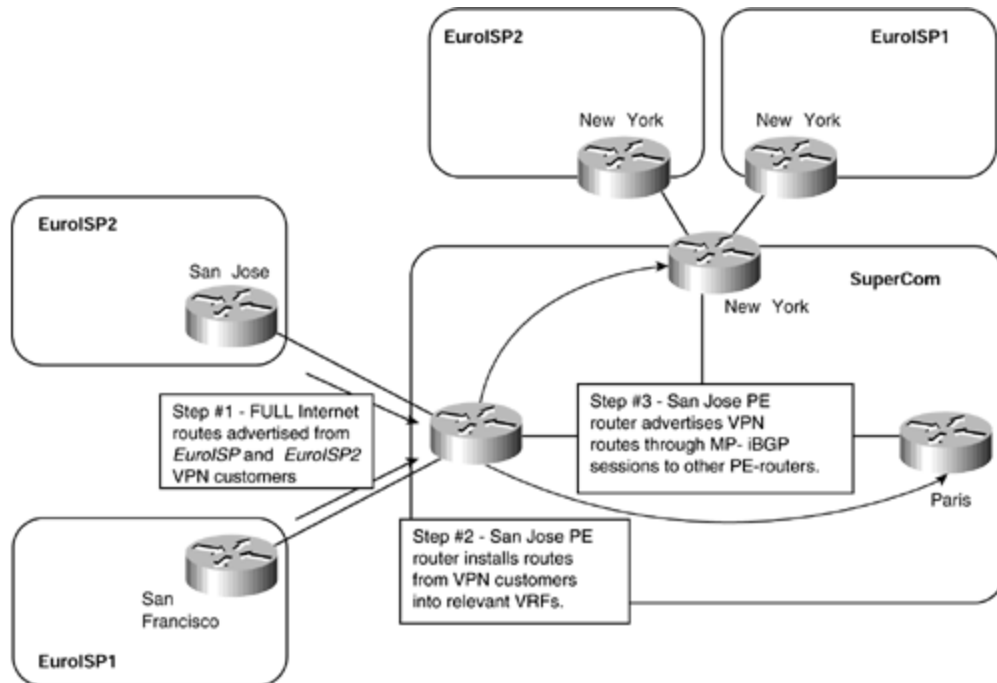 EuroISP2
EuroISP1
New York
New York
EuroISP2
San Jose
SuperCom
New York
Step #1 - FULL Internet
routes advertised from
EuroISP and EuroISP2
VPN customers
Step #3 - San Jose PE
router advertises VPN
routes through MP- iBGP
sessions to other PE-routers.
Paris
Step #2 - San Jose PE
router installs routes
from VPN customers
into relevant VRFs.
San
Francisco
EuroISP1